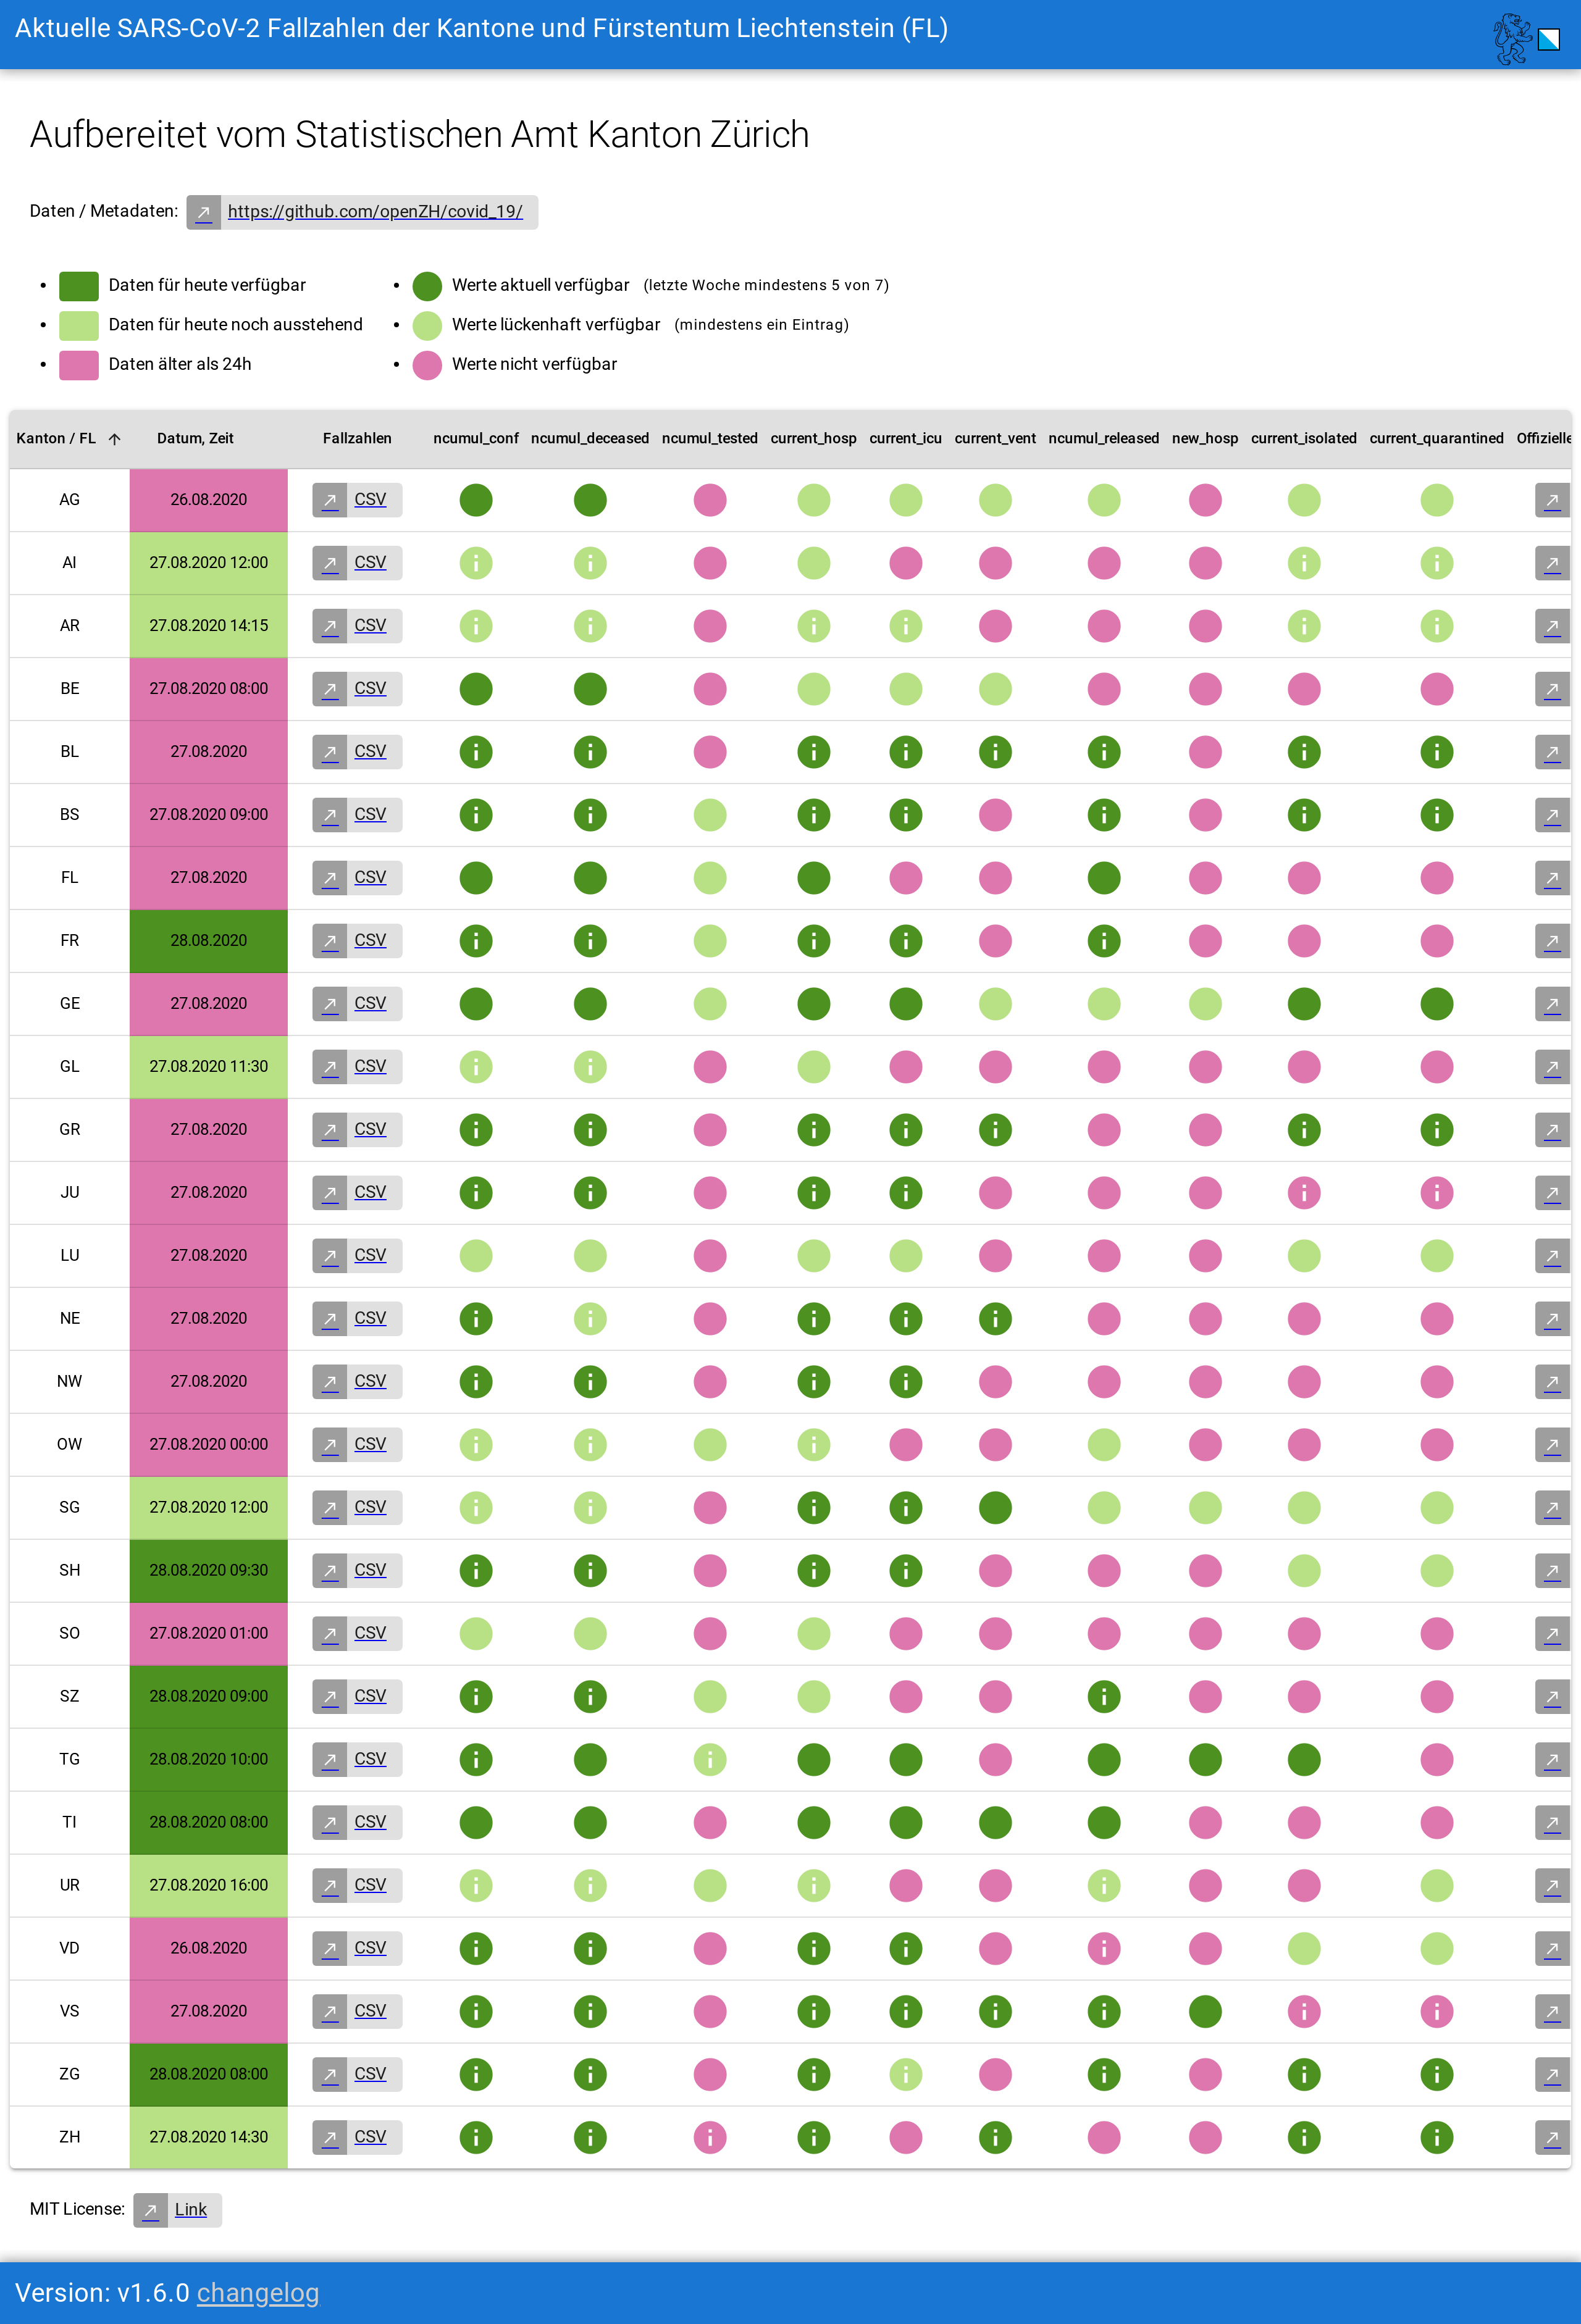 Aktuelle SARS-CoV-2 Fallzahlen der Kantone und Fürstentum Liechtenstein (FL)
Aufbereitet vom Statistischen Amt Kanton Zürich
Daten / Metadaten: https://github.com/openZH/covid_19/
Daten für heute verfügbar
Daten für heute noch ausstehend
Daten älter als 24h
Werte aktuell verfügbar (letzte Woche mindestens 5 von 7)
Werte lückenhaft verfügbar (mindestens ein Eintrag)
Werte nicht verfügbar
Kanton / FL Datum, Zeit Fallzahlen ncumul_conf ncumul_deceased ncumul_tested current_hosp current_icu current_vent ncumul_released new_hosp current_isolated current_quarantined Offizielle
AG 26.08.2020 CSV
AI 27.08.2020 12:00 CSV
AR 27.08.2020 14:15 CSV
BE 27.08.2020 08:00 CSV
BL 27.08.2020 CSV
BS 27.08.2020 09:00 CSV
FL 27.08.2020 CSV
FR 28.08.2020 CSV
GE 27.08.2020 CSV
GL 27.08.2020 11:30 CSV
GR 27.08.2020 CSV
JU 27.08.2020 CSV
LU 27.08.2020 CSV
NE 27.08.2020 CSV
NW 27.08.2020 CSV
OW 27.08.2020 00:00 CSV
SG 27.08.2020 12:00 CSV
SH 28.08.2020 09:30 CSV
SO 27.08.2020 01:00 CSV
SZ 28.08.2020 09:00 CSV
TG 28.08.2020 10:00 CSV
TI 28.08.2020 08:00 CSV
UR 27.08.2020 16:00 CSV
VD 26.08.2020 CSV
VS 27.08.2020 CSV
ZG 28.08.2020 08:00 CSV
ZH 27.08.2020 14:30 CSV
MIT License: Link
Version: v1.6.0 changelog